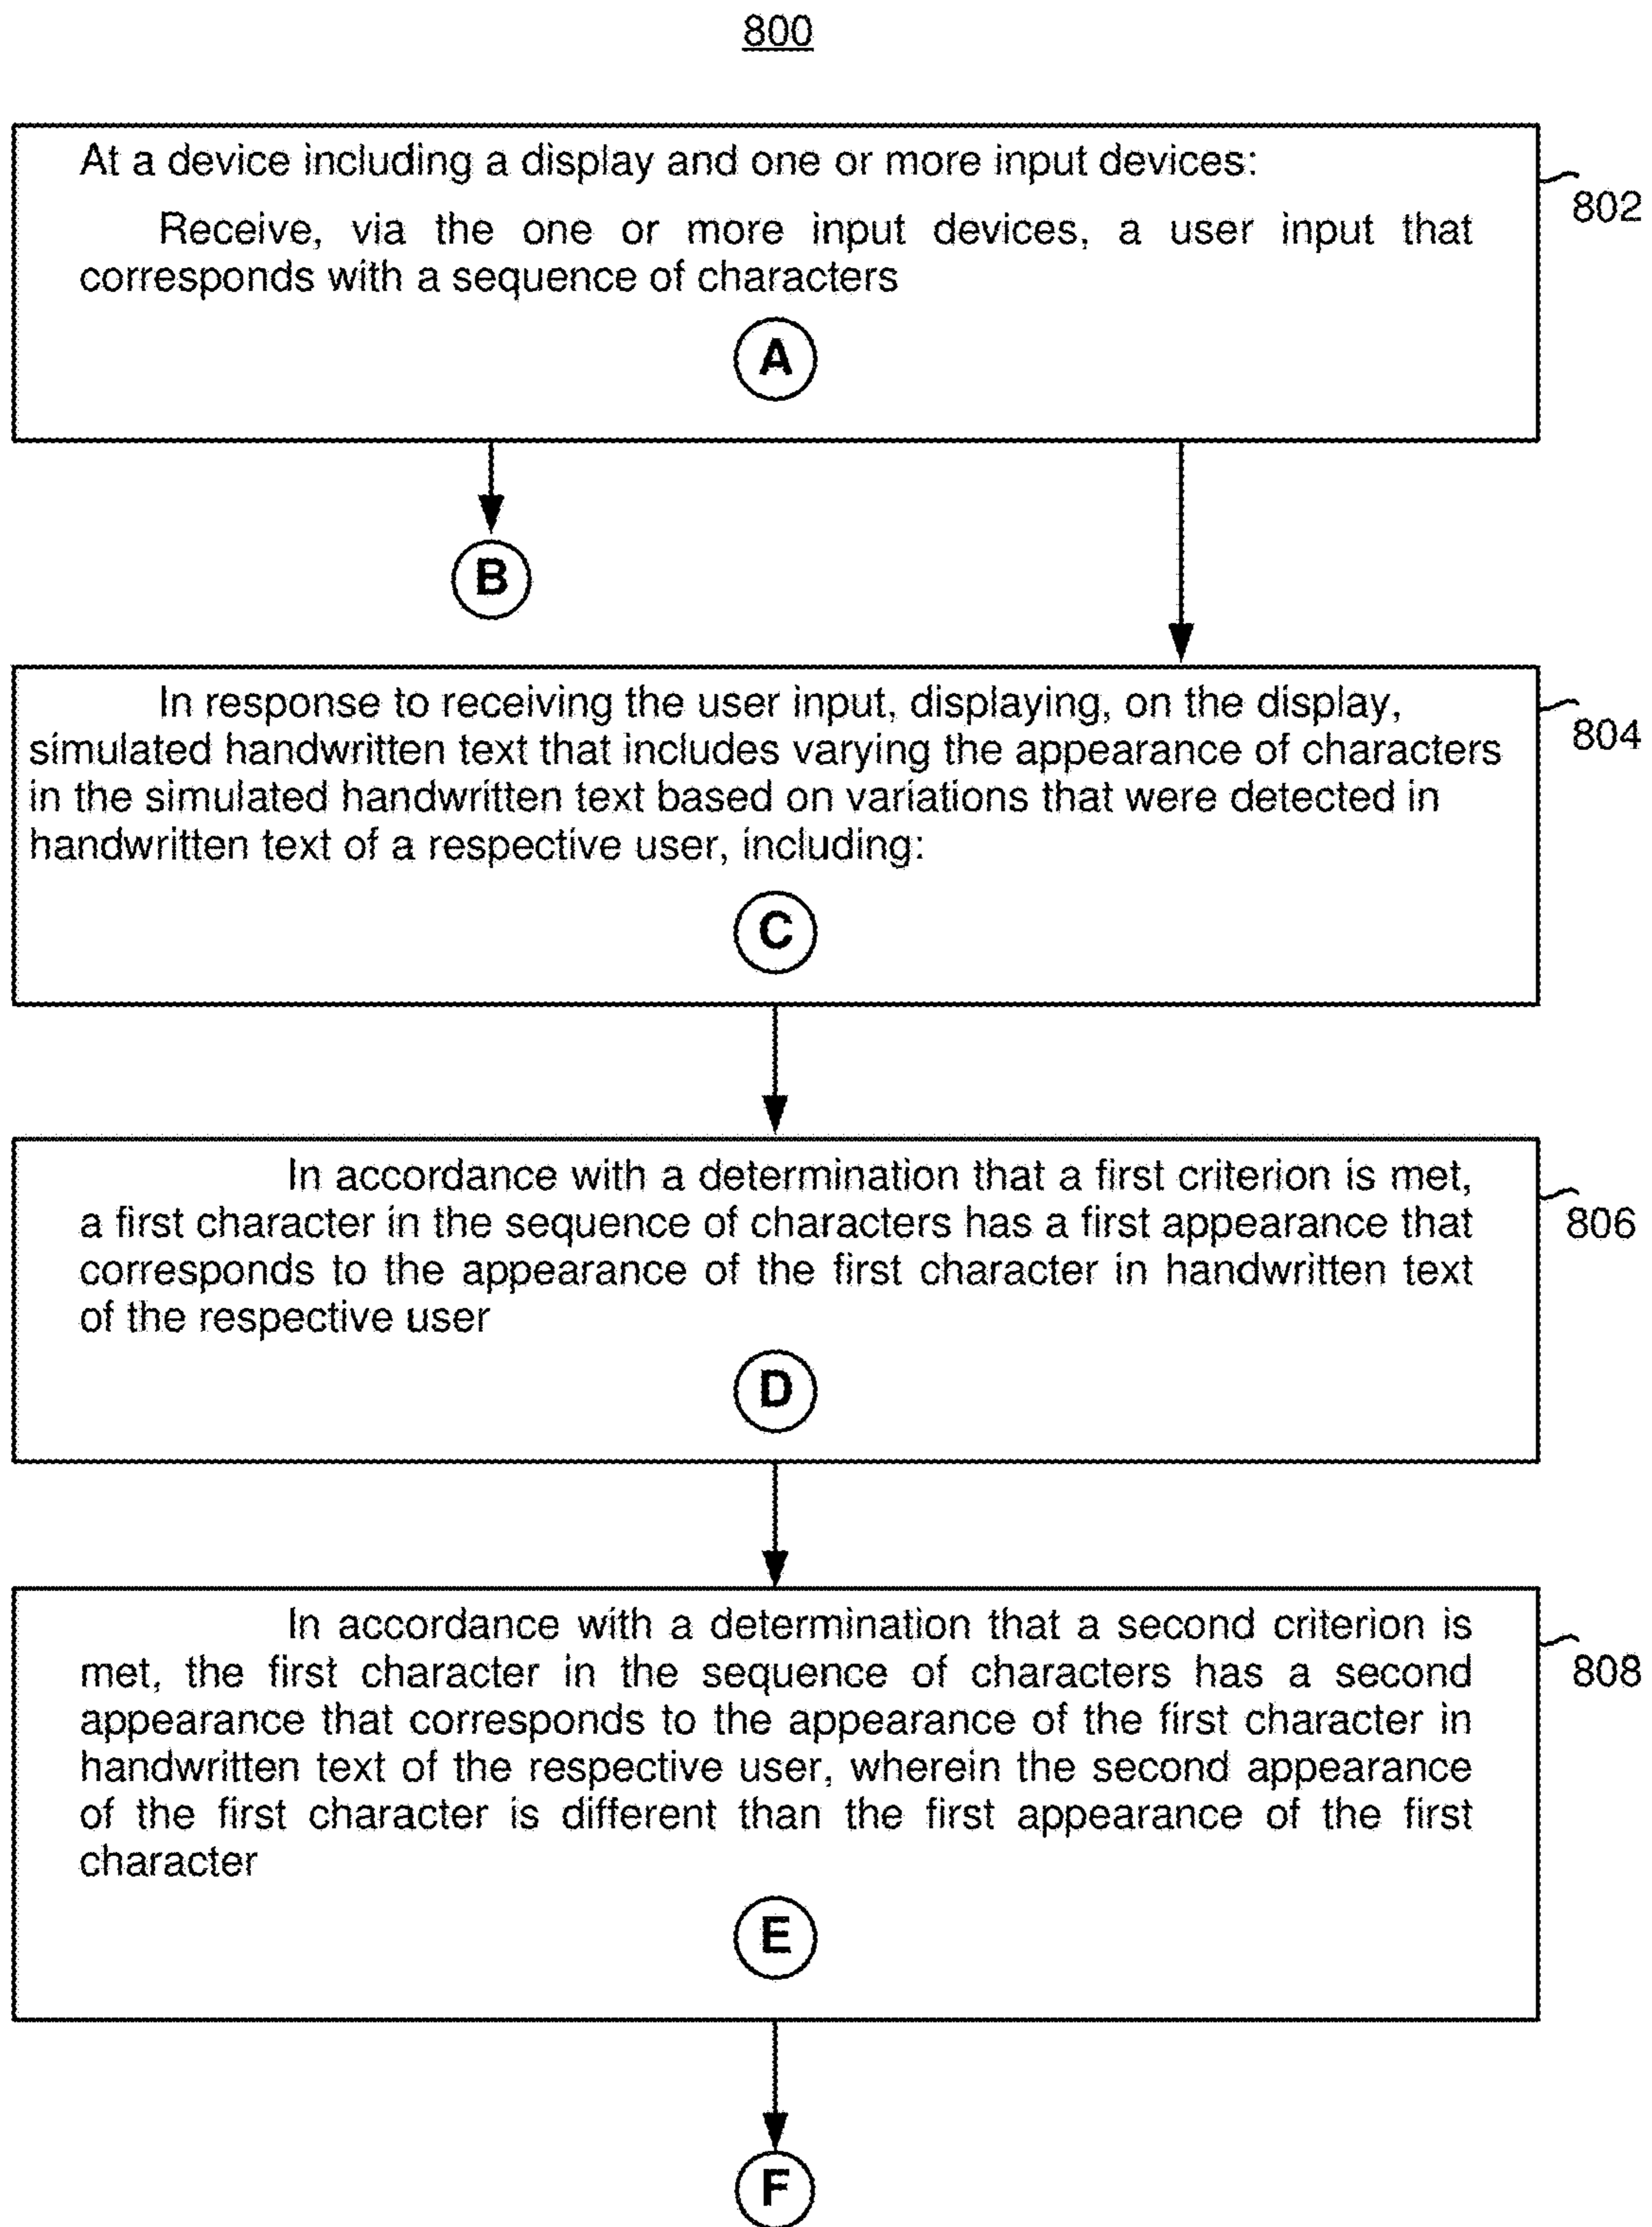 800
At a device including a display and one or more input devices:
Receive, via the one or more input devices, a user input that
corresponds with a sequence of characters
802
A
B
In response to receiving the user input, displaying, on the display,
simulated handwritten text that includes varying the appearance of characters
in the simulated handwritten text based on variations that were detected in
handwritten text of a respective user, including:
804
C
In accordance with a determination that a first criterion is met,
a first character in the sequence of characters has a first appearance that
corresponds to the appearance of the first character in handwritten text
of the respective user
806
D
In accordance with a determination that a second criterion is
met, the first character in the sequence of characters has a second
appearance that corresponds to the appearance of the first character in
handwritten text of the respective user, wherein the second appearance
of the first character is different than the first appearance of the first
character
808
E
F